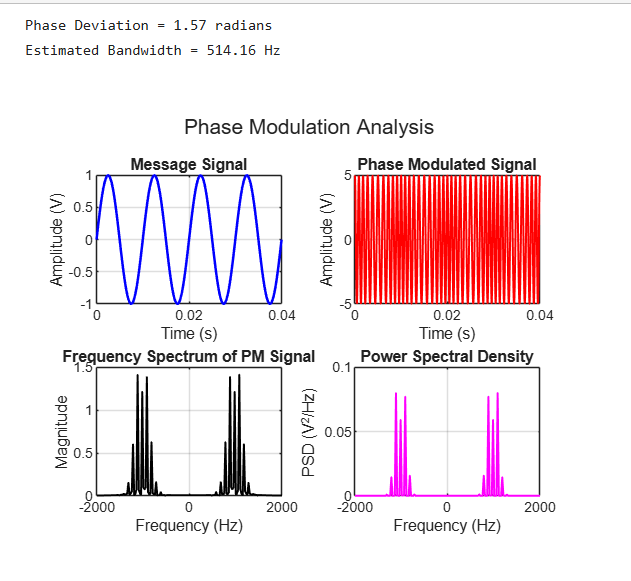 Phase Deviation = 1.57 radians
Estimated Bandwidth = 514.16 Hz
Phase Modulation Analysis
Message Signal
Amplitude (A)
1
0.5
0
-0.5
-1
0 0.02 0.04
Time (s)
Phase Modulated Signal
Amplitude (A)
5
0
-5
0 0.02 0.04
Time (s)
Frequency Spectrum of PM Signal
Magnitude
1.5
1
0.5
0
-2000 0 2000
Frequency (Hz)
Power Spectral Density
PSD (V²/Hz)
0.1
0.05
0
-2000 0 2000
Frequency (Hz)